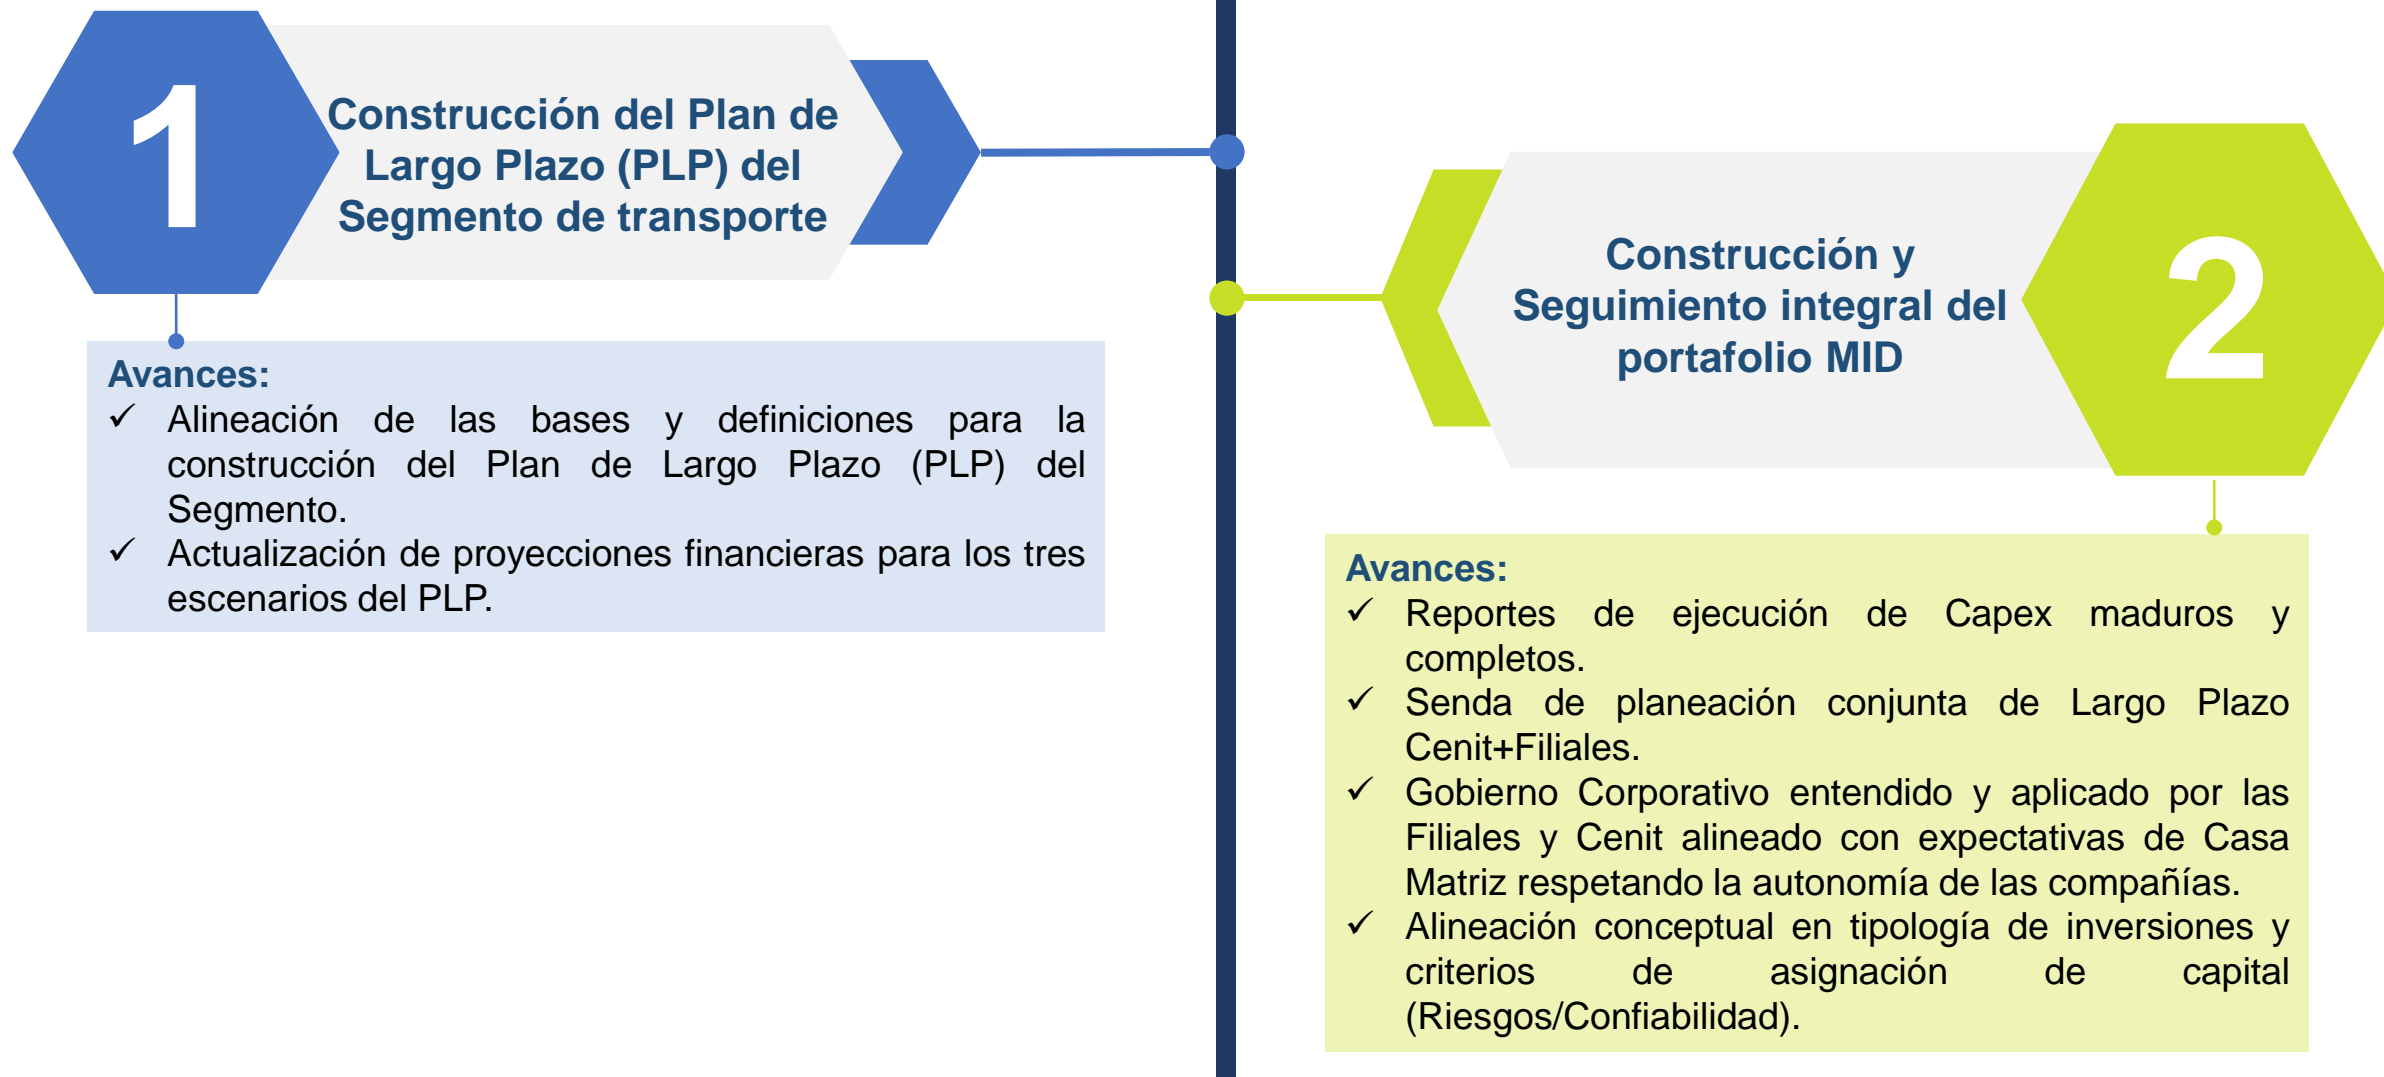 1
Construcción del Plan de
Largo Plazo (PLP) del
Segmento de transporte
Avances:
✓ Alineación de las bases y definiciones para la
construcción del Plan de Largo Plazo (PLP) del
Segmento.
✓ Actualización de proyecciones financieras para los tres
escenarios del PLP.
2
Construcción y
Seguimiento integral del
portafolio MID
Avances:
✓ Reportes de ejecución de Capex maduros y
completos.
✓ Senda de planeación conjunta de Largo Plazo
Cenit+Filiales.
✓ Gobierno Corporativo entendido y aplicado por las
Filiales y Cenit alineado con expectativas de Casa
Matriz respetando la autonomía de las compañías.
✓ Alineación conceptual en tipología de inversiones y
criterios de asignación de capital
(Riesgos/Confiabilidad).